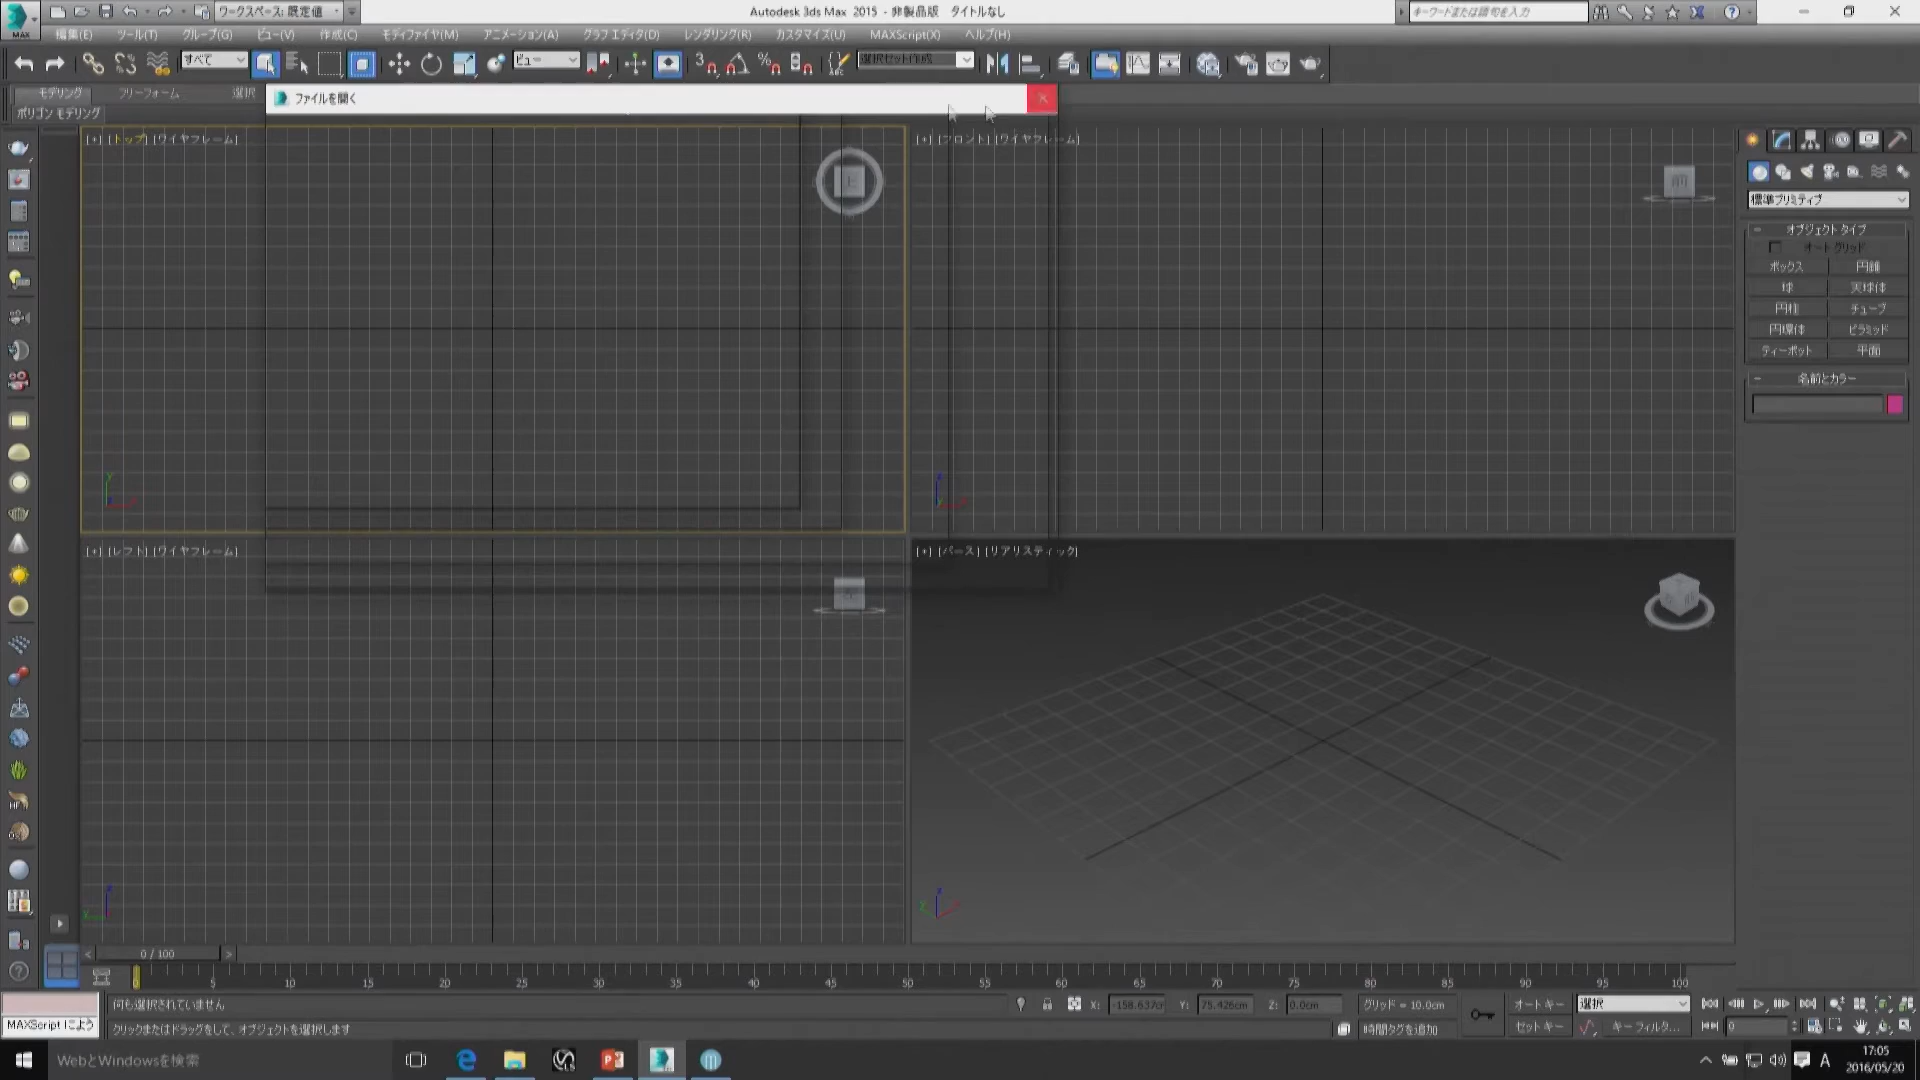 ワークスペース: 既定値
Autodesk 3ds Max 2015 - 非製品版 タイトルなし
キーワードまたは語句を入力
MAX
編集(E) ツール(T) グループ(G) ビュー(V) 作成(C) モディファイヤ(M) アニメーション(A) グラフ エディタ(D) レンダリング(R) カスタマイズ(U) MAXScript(X) ヘルプ(H)
すべて ビュー 選択セット作成
モデリング フリーフォーム 選択
ファイルを開く
ポリゴン モデリング
[+] [トップ] [ワイヤフレーム]
[+] [フロント] [ワイヤフレーム]
上
前
標準プリミティブ
オブジェクト タイプ
オート グリッド
ボックス 円錐
球 天球体
円柱 チューブ
円環体 ピラミッド
ティーポット 平面
名前とカラー
[+] [レフト] [ワイヤフレーム]
[+] [パース] [リアリスティック]
0 / 100
0 5 10 15 20 25 30 35 40 45 50 55 60 65 70 75 80 85 90 95 100
何も選択されていません
X: -158.637c Y: 75.426cm Z: 0.0cm グリッド = 10.0cm オート キー 選択
MAXScript によう
クリックまたはドラッグをして、オブジェクトを選択します
時間タグを追加 セット キー キー フィルタ... 0
WebとWindowsを検索
A
17:05
2016/05/20